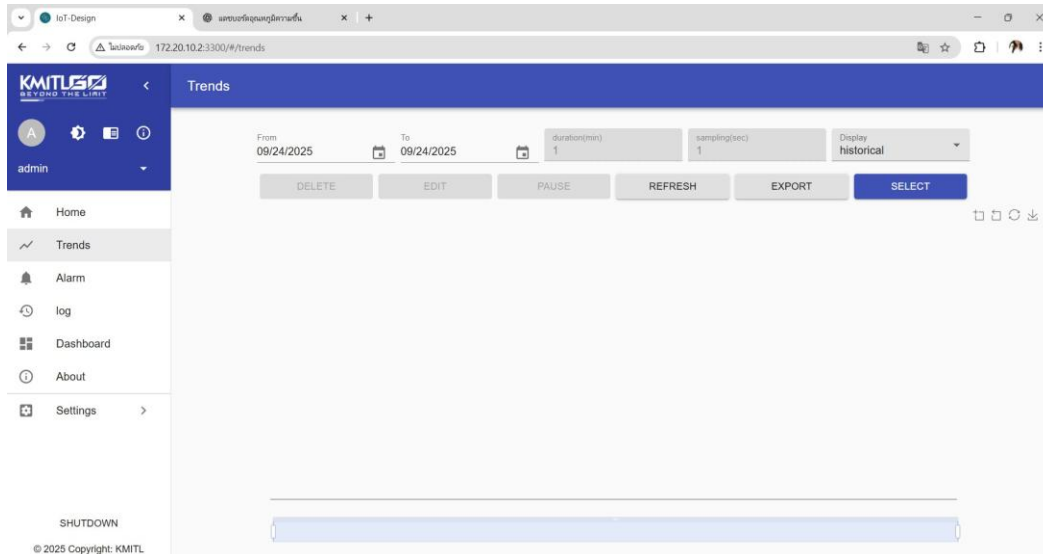 IoT-Design
แดชบอร์ดอุณหภูมิความชื้น
ไม่ปลอดภัย 172.20.10.2:3300/#/trends
KMITLGO
BEYOND THE LIMIT
Trends
A
admin
From
09/24/2025
To
09/24/2025
duration(min)
1
sampling(sec)
1
Display
historical
DELETE
EDIT
PAUSE
REFRESH
EXPORT
SELECT
Home
Trends
Alarm
log
Dashboard
About
Settings
SHUTDOWN
© 2025 Copyright: KMITL